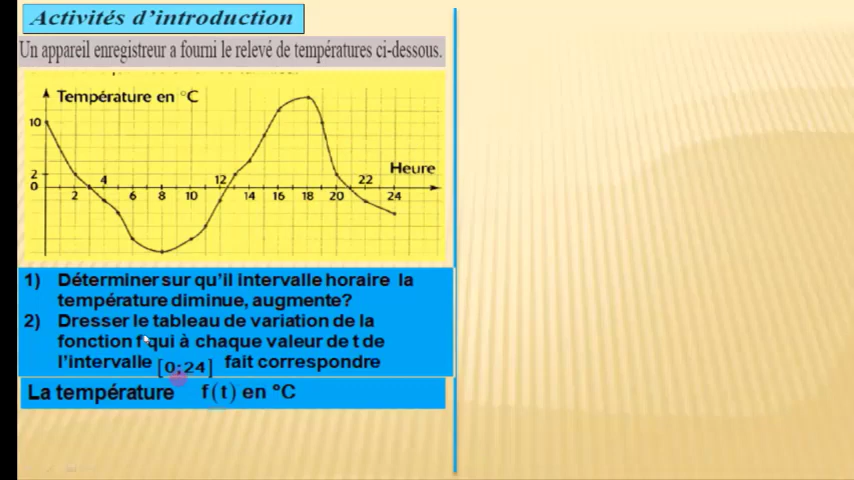 Activités d'introduction
Un appareil enregistreur a fourni le relevé de températures ci-dessous.
Température en °C
10
Heure
2
4
12
22
0
2
6
8
10
14
16
18
20
24
1) Déterminer sur qu'il intervalle horaire la
température diminue, augmente?
2) Dresser le tableau de variation de la
fonction f qui à chaque valeur de t de
l'intervalle [0;24] fait correspondre
La température f(t) en °C